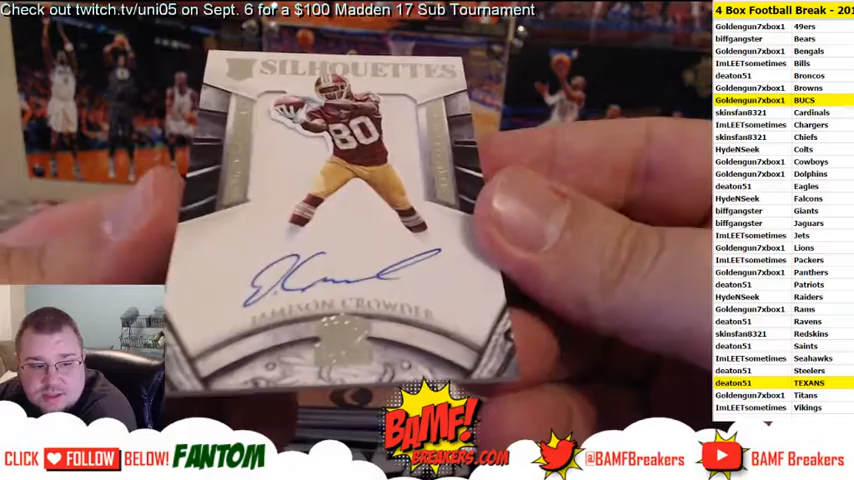 Check out twitch.tv/uni05 on Sept. 6 for a $100 Madden 17 Sub Tournament
4 Box Football Break - 201
Goldengun7xbox1 49ers
biffgangster Bears
Goldengun7xbox1 Bengals
ImLEETsometimes Bills
deaton51 Broncos
Goldengun7xbox1 Browns
Goldengun7xbox1 BUCS
skinsfan8321 Cardinals
ImLEETsometimes Chargers
skinsfan8321 Chiefs
HydeNSeek Colts
Goldengun7xbox1 Cowboys
Goldengun7xbox1 Dolphins
deaton51 Eagles
HydeNSeek Falcons
biffgangster Giants
biffgangster Jaguars
ImLEETsometimes Jets
Goldengun7xbox1 Lions
ImLEETsometimes Packers
Goldengun7xbox1 Panthers
deaton51 Patriots
HydeNSeek Raiders
Goldengun7xbox1 Rams
deaton51 Ravens
skinsfan8321 Redskins
deaton51 Saints
ImLEETsometimes Seahawks
deaton51 Steelers
deaton51 TEXANS
Goldengun7xbox1 Titans
ImLEETsometimes Vikings
SILHOUETTES
80
JAMISON CROWDER
CLICK FOLLOW BELOW! FANTOM
BAMF!
BREAKERS.COM
@BAMFBreakers
BAMF Breakers